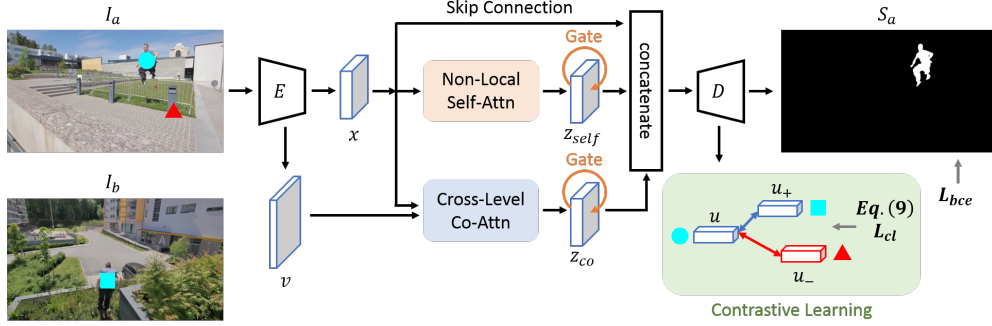 Skip Connection
I_a
S_a
Gate
E
Non-Local
Self-Attn
concatenate
D
x
z_self
I_b
Gate
Cross-Level
Co-Attn
v
z_co
u_+
u
Eq.(9)
L_cl
u_-
L_bce
Contrastive Learning